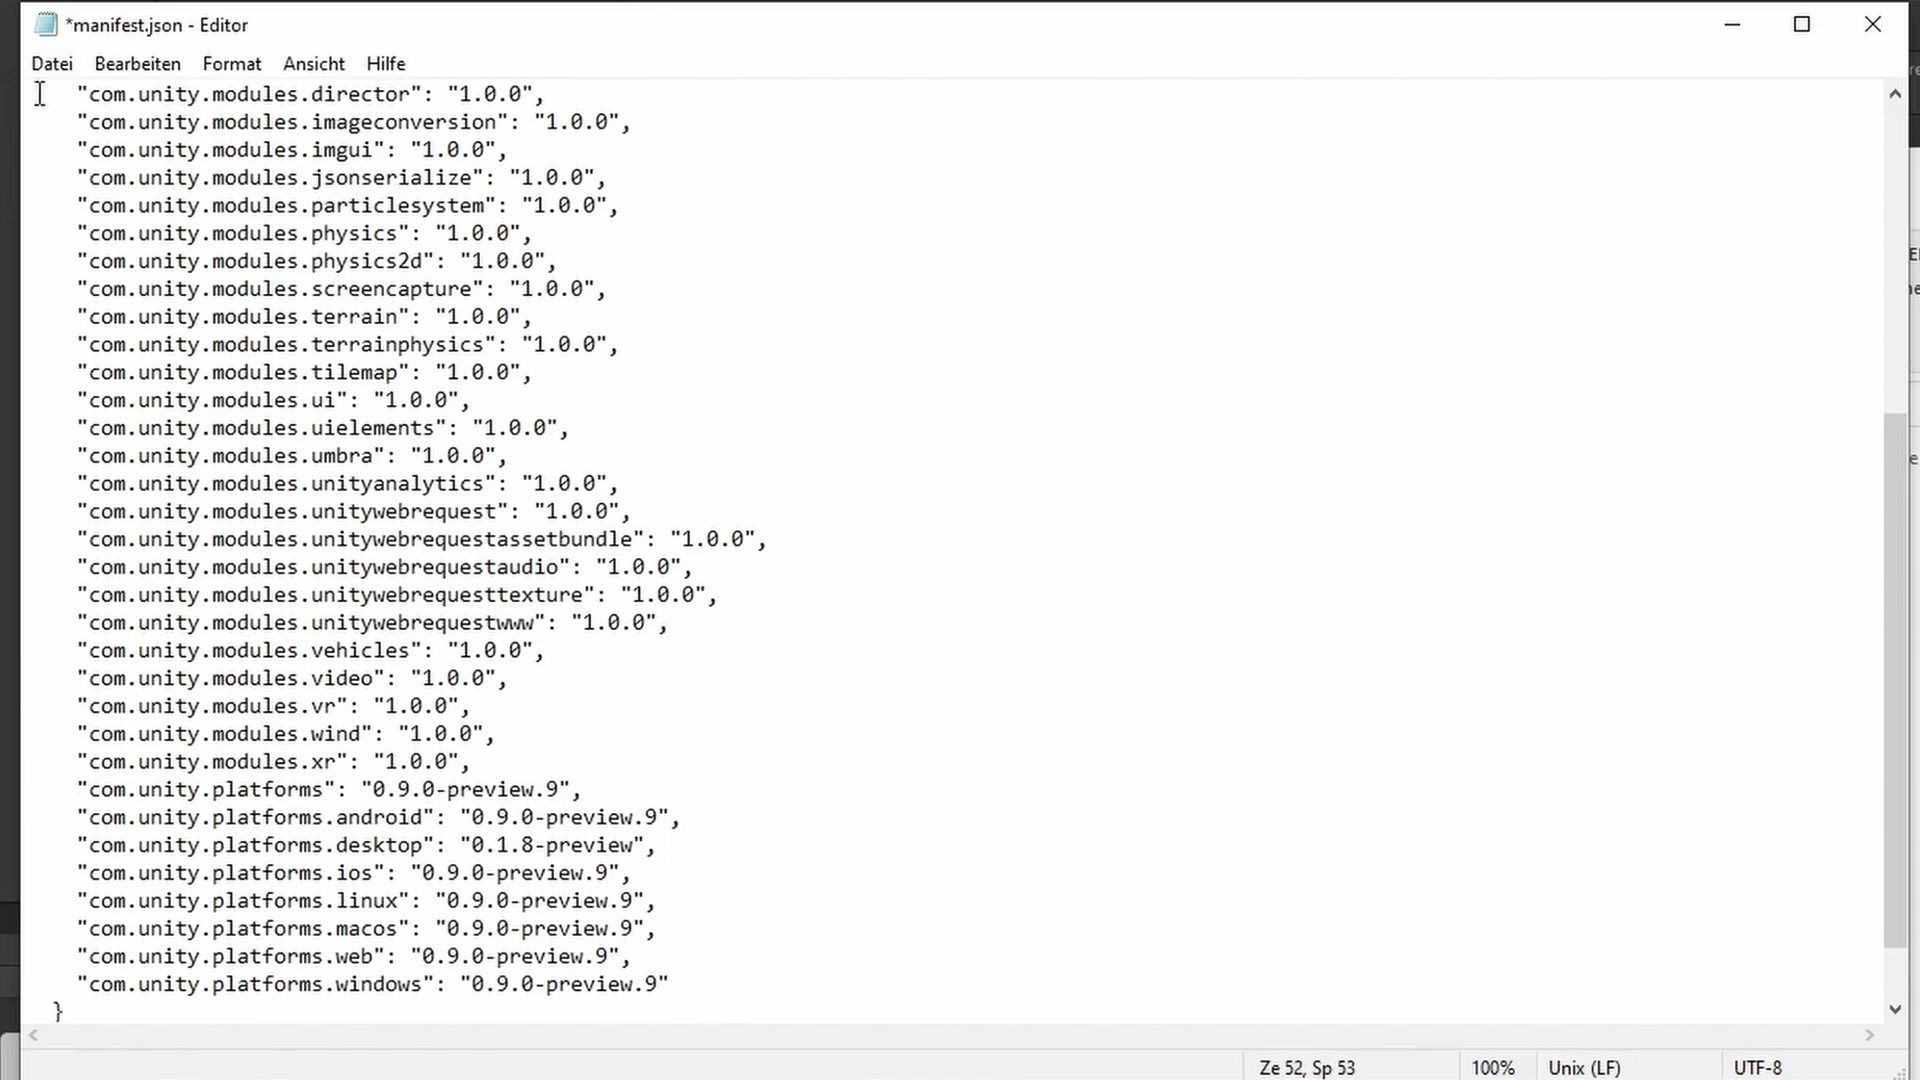 *manifest.json - Editor
Datei Bearbeiten Format Ansicht Hilfe
"com.unity.modules.director": "1.0.0",
"com.unity.modules.imageconversion": "1.0.0",
"com.unity.modules.imgui": "1.0.0",
"com.unity.modules.jsonserialize": "1.0.0",
"com.unity.modules.particlesystem": "1.0.0",
"com.unity.modules.physics": "1.0.0",
"com.unity.modules.physics2d": "1.0.0",
"com.unity.modules.screencapture": "1.0.0",
"com.unity.modules.terrain": "1.0.0",
"com.unity.modules.terrainphysics": "1.0.0",
"com.unity.modules.tilemap": "1.0.0",
"com.unity.modules.ui": "1.0.0",
"com.unity.modules.uielements": "1.0.0",
"com.unity.modules.umbra": "1.0.0",
"com.unity.modules.unityanalytics": "1.0.0",
"com.unity.modules.unitywebrequest": "1.0.0",
"com.unity.modules.unitywebrequestassetbundle": "1.0.0",
"com.unity.modules.unitywebrequestaudio": "1.0.0",
"com.unity.modules.unitywebrequesttexture": "1.0.0",
"com.unity.modules.unitywebrequestwww": "1.0.0",
"com.unity.modules.vehicles": "1.0.0",
"com.unity.modules.video": "1.0.0",
"com.unity.modules.vr": "1.0.0",
"com.unity.modules.wind": "1.0.0",
"com.unity.modules.xr": "1.0.0",
"com.unity.platforms": "0.9.0-preview.9",
"com.unity.platforms.android": "0.9.0-preview.9",
"com.unity.platforms.desktop": "0.1.8-preview",
"com.unity.platforms.ios": "0.9.0-preview.9",
"com.unity.platforms.linux": "0.9.0-preview.9",
"com.unity.platforms.macos": "0.9.0-preview.9",
"com.unity.platforms.web": "0.9.0-preview.9",
"com.unity.platforms.windows": "0.9.0-preview.9"
}
Ze 52, Sp 53 100% Unix (LF) UTF-8